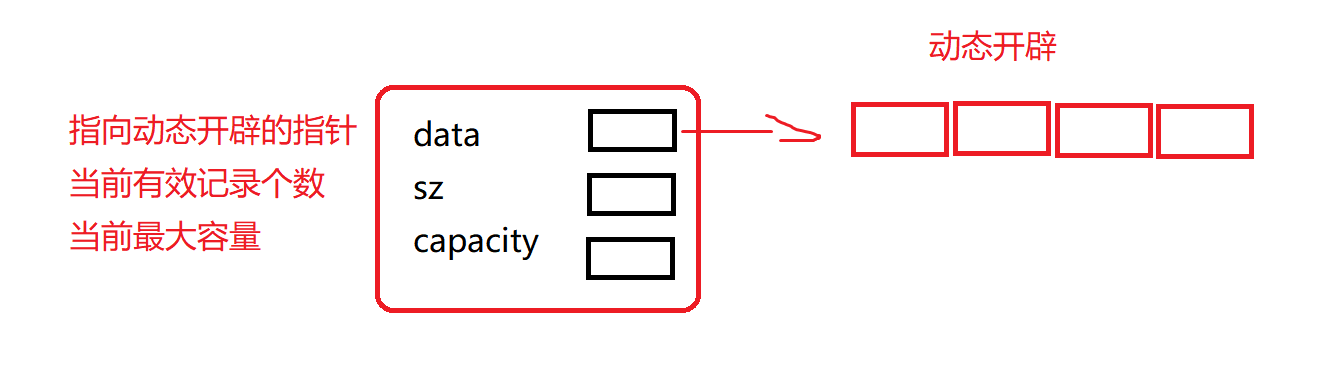 动态开辟
指向动态开辟的指针
data
当前有效记录个数
sz
当前最大容量
capacity